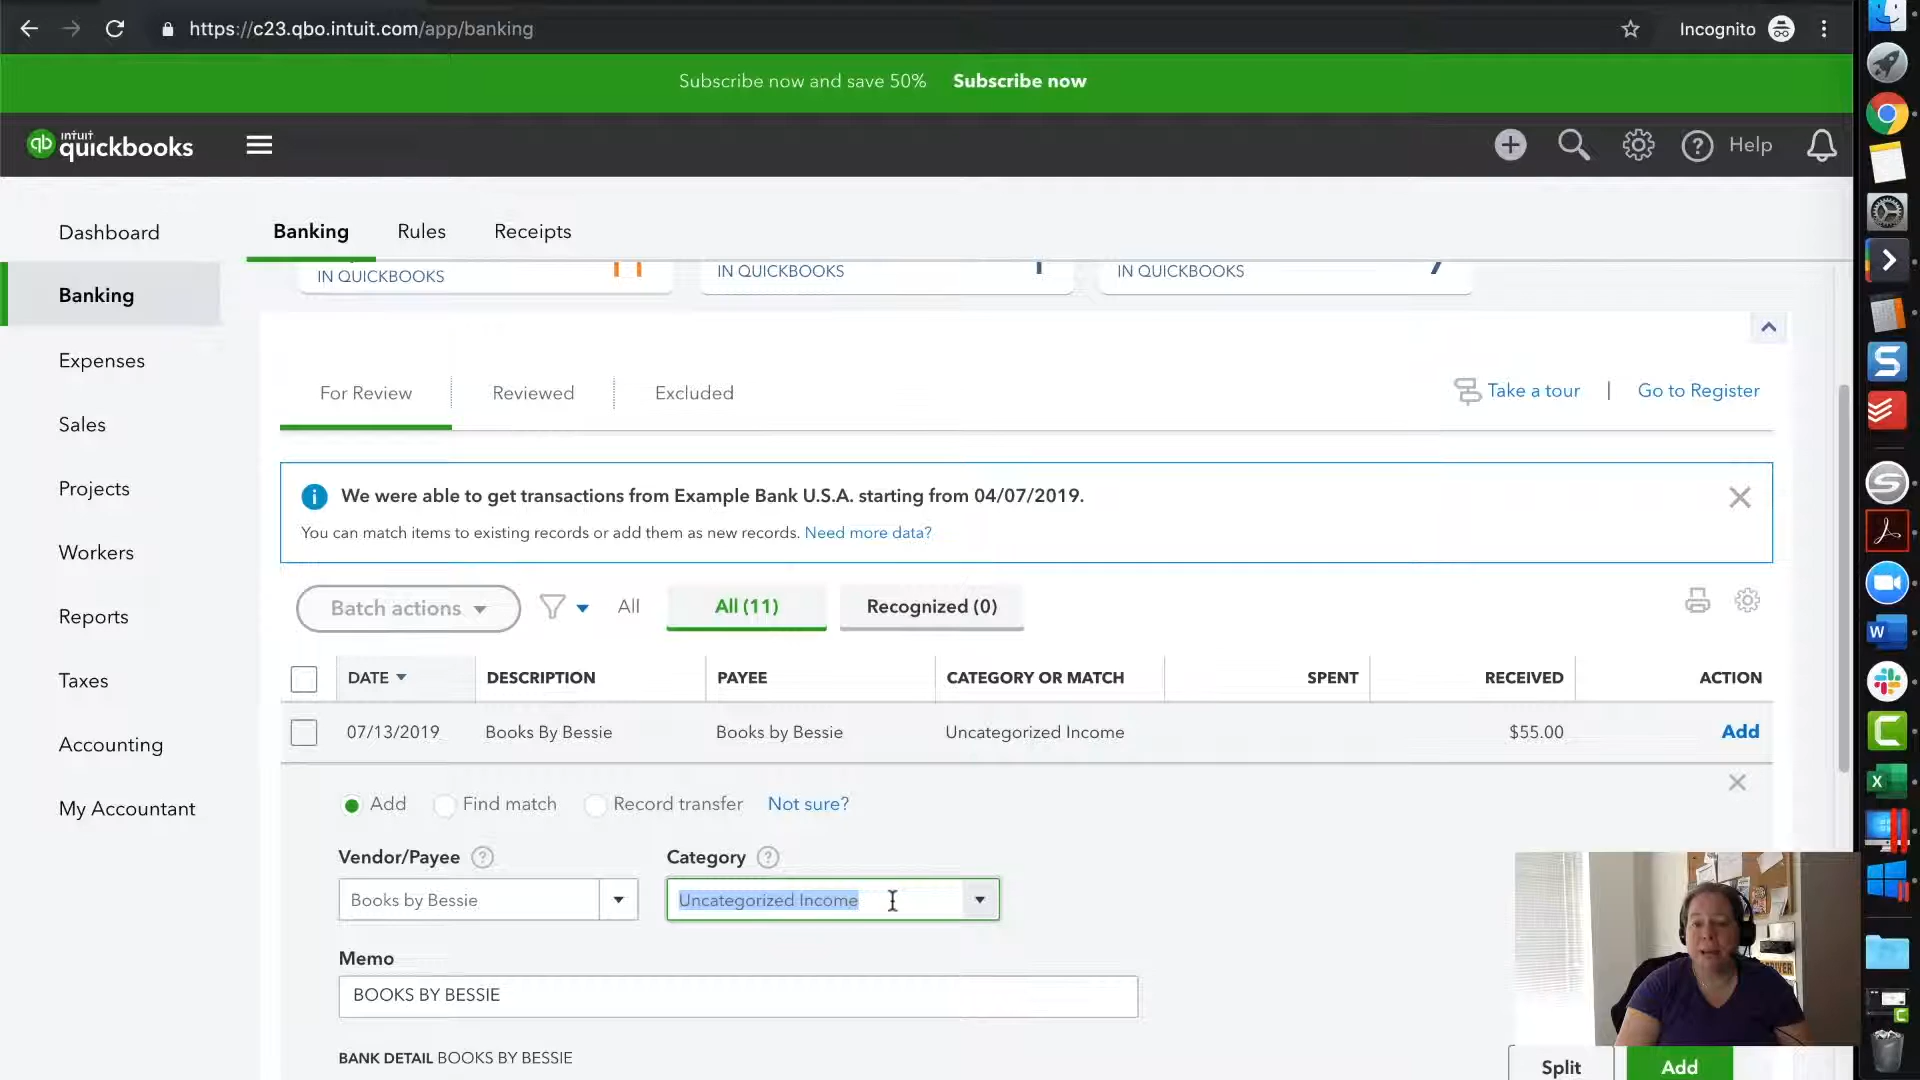 https://c23.qbo.intuit.com/app/banking
Incognito
Subscribe now and save 50% Subscribe now
qb intuit quickbooks
Help
Dashboard
Banking
Expenses
Sales
Projects
Workers
Reports
Taxes
Accounting
My Accountant
Banking Rules Receipts
IN QUICKBOOKS
IN QUICKBOOKS
IN QUICKBOOKS
For Review Reviewed Excluded
Take a tour | Go to Register
We were able to get transactions from Example Bank U.S.A. starting from 04/07/2019.
You can match items to existing records or add them as new records. Need more data?
Batch actions All All (11) Recognized (0)
DATE DESCRIPTION PAYEE CATEGORY OR MATCH SPENT RECEIVED ACTION
07/13/2019 Books By Bessie Books by Bessie Uncategorized Income $55.00 Add
Add Find match Record transfer Not sure?
Vendor/Payee Category
Books by Bessie Uncategorized Income
Memo
BOOKS BY BESSIE
BANK DETAIL BOOKS BY BESSIE
Split Add